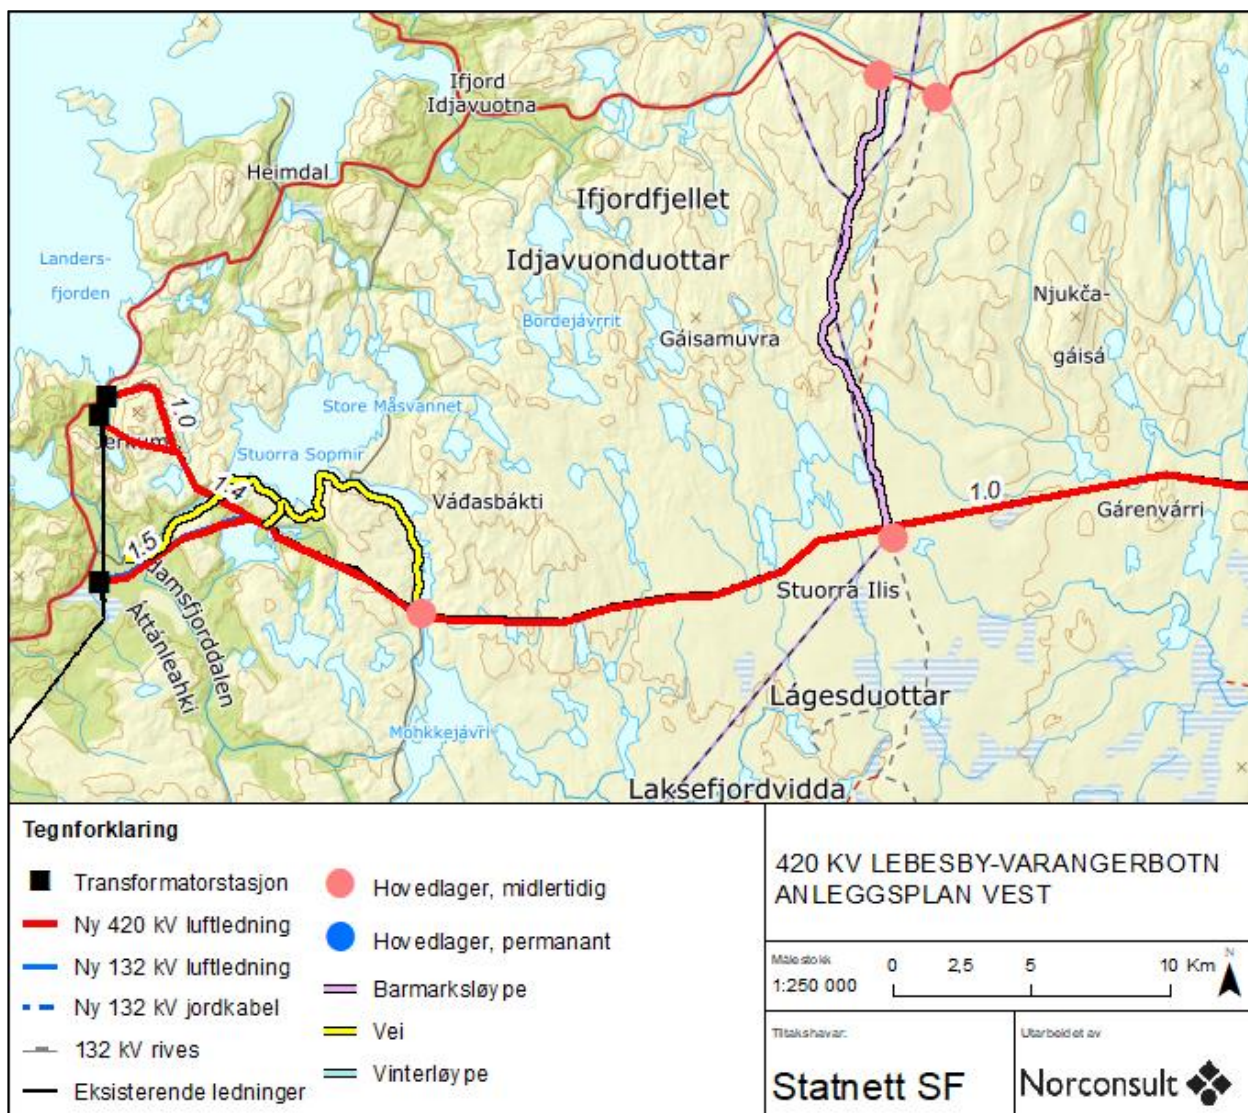 Ifjord
Idjavuotna
Heimdal
Ifjordfjellet
Idjavuonduottar
Landers-
fjorden
Njukča-
gáisá
Bordejávrrit
Gáisamuvra
1.0
Store Måsvannet
Stuorra Sopmir
1.4
Váđasbákti
1.0
Gárenvárri
1.5
Stuorra Ilis
damsfjorddalen
Áttánleahki
Lágesduottar
Monkkejávri
Laksefjordvidda
Tegnforklaring
Transformatorstasjon
Ny 420 kV luftledning
Ny 132 kV luftledning
Ny 132 kV jordkabel
132 kV rives
Eksisterende ledninger
Hovedlager, midlertidig
Hovedlager, permanant
Barmarksløype
Vei
Vinterløype
420 KV LEBESBY-VARANGERBOTN
ANLEGGSPLAN VEST
Målestokk
1:250 000
0 2,5 5 10 Km
N
Tiltakshavar:
Statnett SF
Utarbeidet av
Norconsult